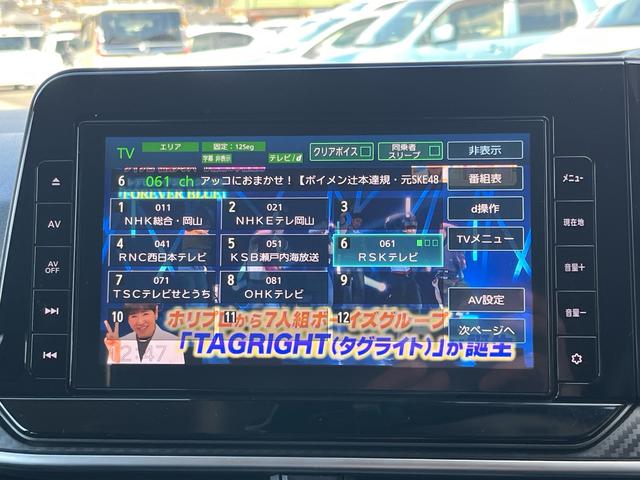 TV
エリア
固定：12Seg
字幕 非表示
テレビ/d
クリアボイス
同乗者
スリープ
非表示
6 061 ch アッコにおまかせ!【ボイメン辻本達規・元SKE48
番組表
FOREVER BLUE
1 011
NHK総合・岡山
2 021
NHKEテレ岡山
3
d操作
4 041
RNC西日本テレビ
5 051
KSB瀬戸内海放送
6 061
RSKテレビ
TVメニュー
7 071
TSCテレビせとうち
8 081
OHKテレビ
9
AV設定
10
11
12
次ページへ
ホリプロから7人組ボーイズグループ
「TAGRIGHT(タグライト)」が誕生
12:47
AV
AV
OFF
メニュー
現在地
音量+
音量−